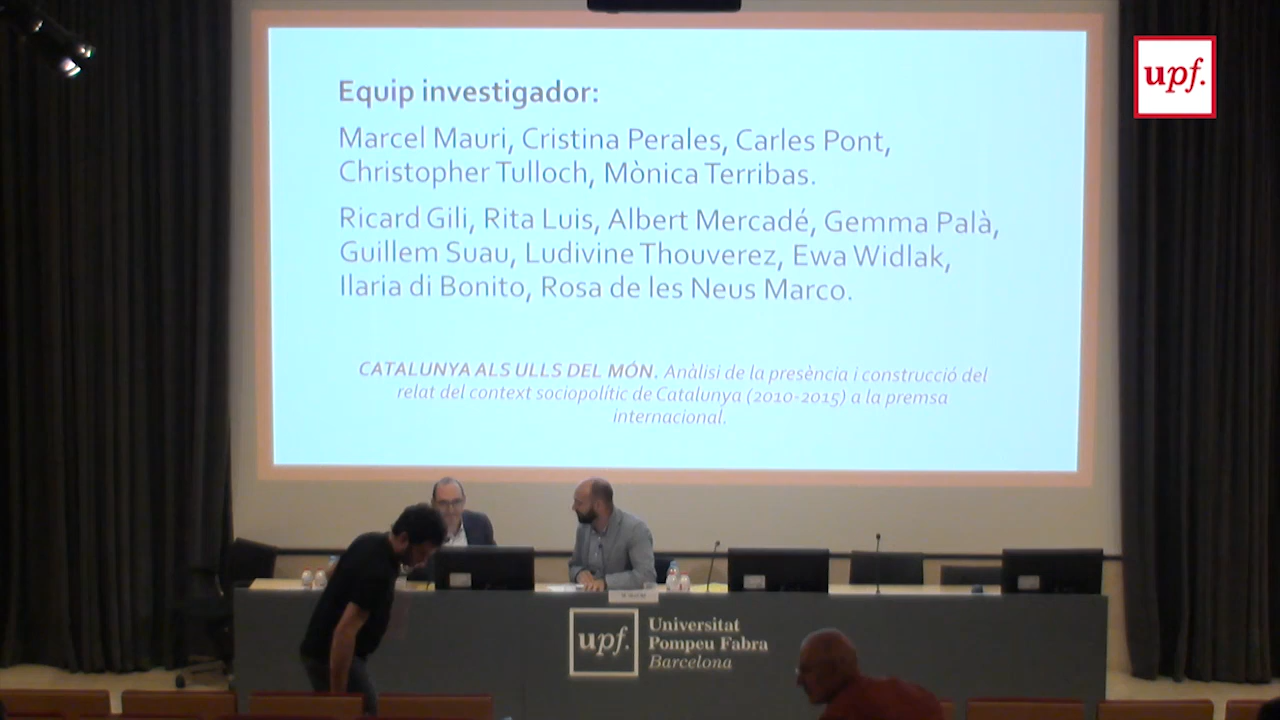 Equip investigador:
Marcel Mauri, Cristina Perales, Carles Pont,
Christopher Tulloch, Mònica Terribas.
Ricard Gili, Rita Luis, Albert Mercadé, Gemma Palà,
Guillem Suau, Ludivine Thouverez, Ewa Widlak,
Ilaria di Bonito, Rosa de les Neus Marco.
CATALUNYA ALS ULLS DEL MÓN. Anàlisi de la presència i construcció del
relat del context sociopolític de Catalunya (2010-2015) a la premsa
internacional.
upf.
upf.
Universitat
Pompeu Fabra
Barcelona